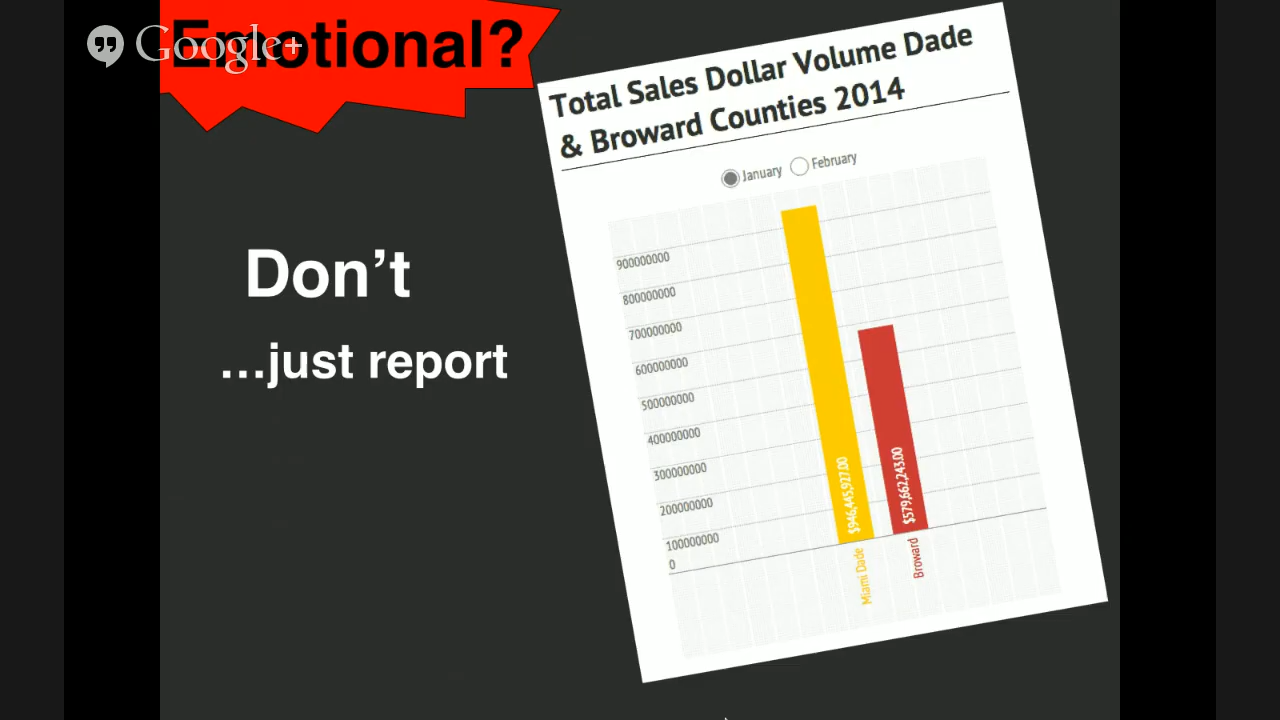 Google+
Emotional?
Total Sales Dollar Volume Dade
& Broward Counties 2014
January February
Don’t
...just report
900000000
800000000
700000000
600000000
500000000
400000000
300000000
200000000
100000000
0
$946,445,927.00
$579,662,243.00
Miami Dade
Broward